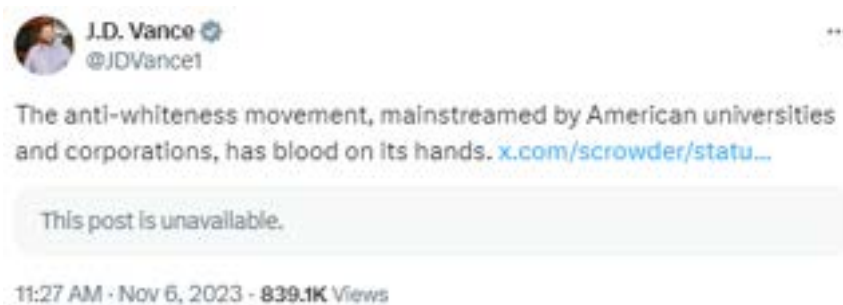 J.D. Vance
@JDVance1
The anti-whiteness movement, mainstreamed by American universities
and corporations, has blood on its hands. x.com/scrowder/statu...
This post is unavailable.
11:27 AM · Nov 6, 2023 · 839.1K Views